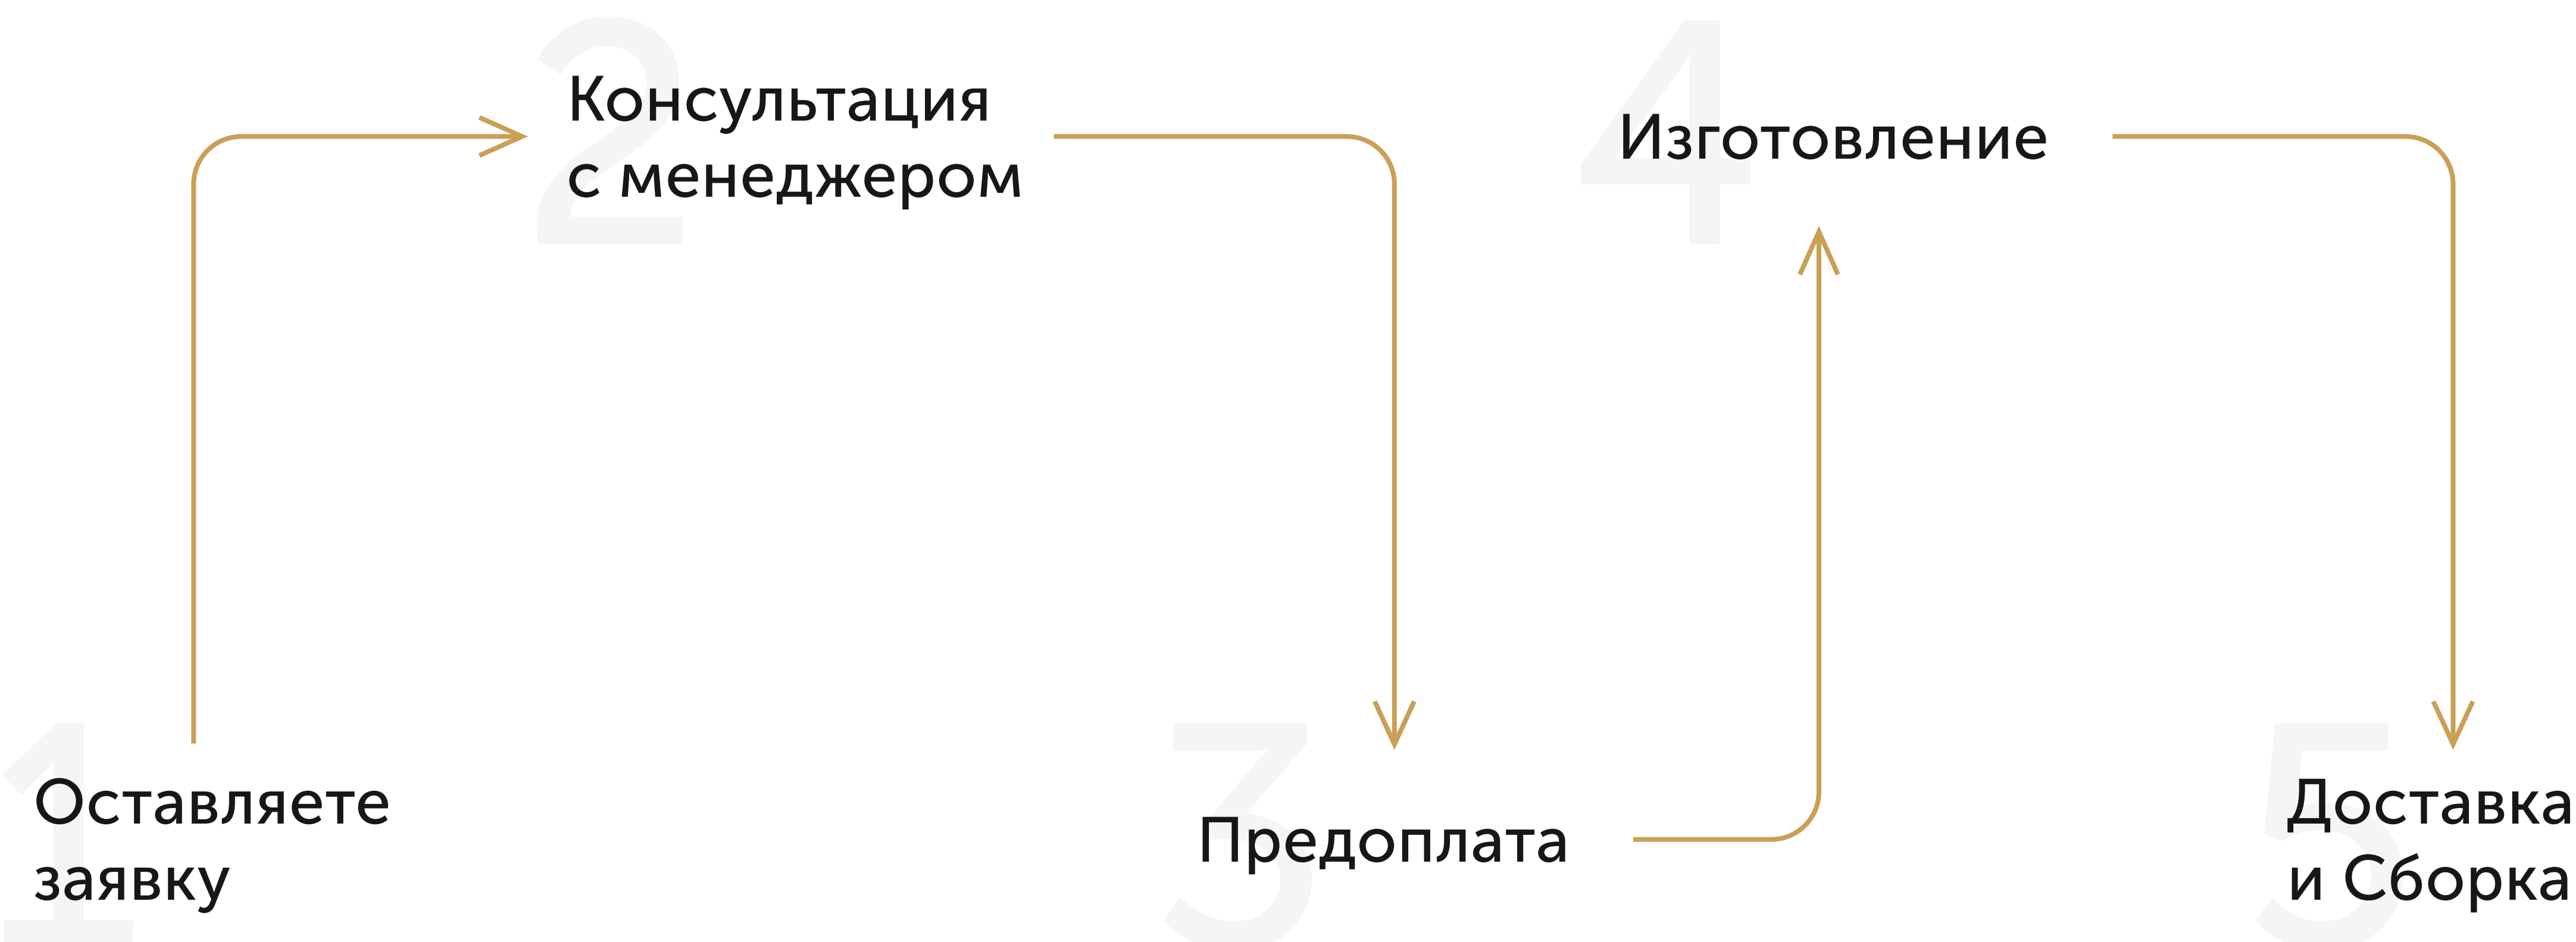 1
Оставляете
заявку
2
Консультация
с менеджером
3
Предоплата
4
Изготовление
5
Доставка
и Сборка